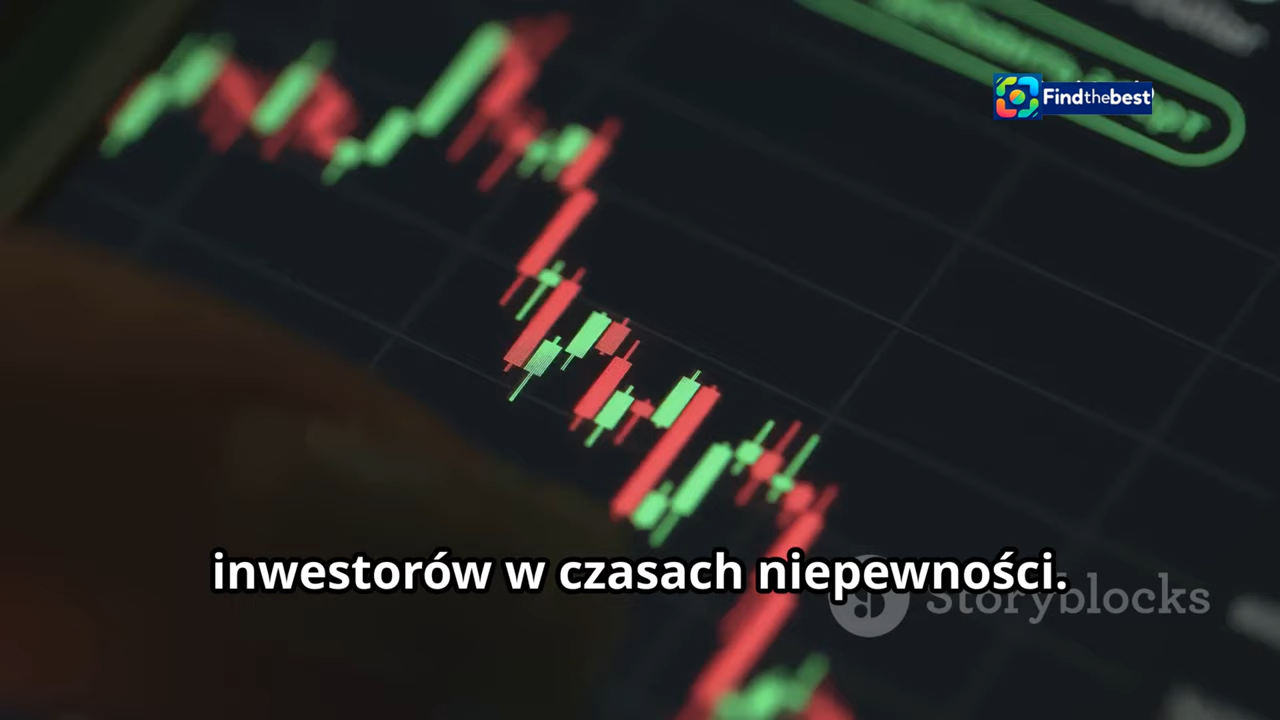 Findthebest
inwestorów w czasach niepewności.
Storyblocks